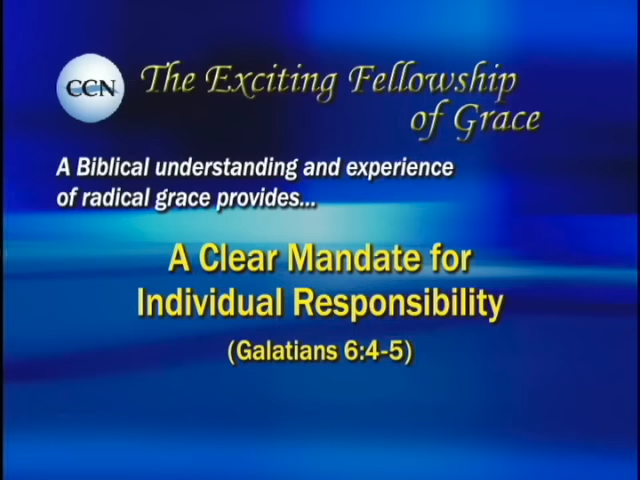 CCN
The Exciting Fellowship
of Grace
A Biblical understanding and experience
of radical grace provides...
A Clear Mandate for
Individual Responsibility
(Galatians 6:4-5)